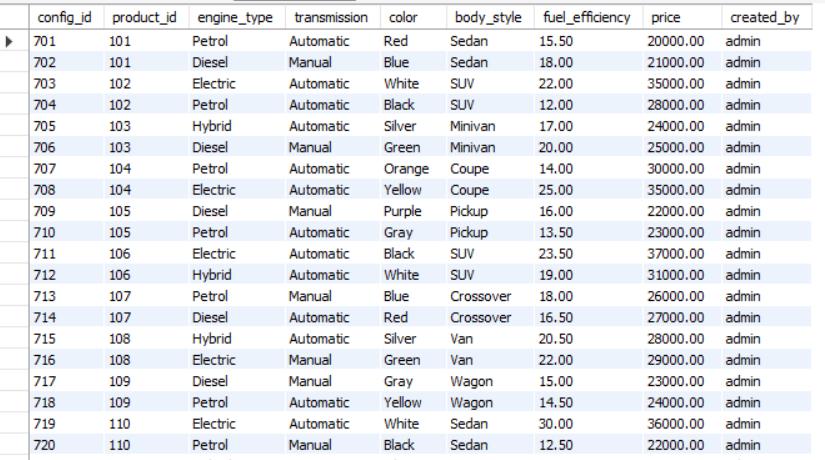 config_id product_id engine_type transmission color body_style fuel_efficiency price created_by
701 101 Petrol Automatic Red Sedan 15.50 20000.00 admin
702 101 Diesel Manual Blue Sedan 18.00 21000.00 admin
703 102 Electric Automatic White SUV 22.00 35000.00 admin
704 102 Petrol Automatic Black SUV 12.00 28000.00 admin
705 103 Hybrid Automatic Silver Minivan 17.00 24000.00 admin
706 103 Diesel Manual Green Minivan 20.00 25000.00 admin
707 104 Petrol Automatic Orange Coupe 14.00 30000.00 admin
708 104 Electric Automatic Yellow Coupe 25.00 35000.00 admin
709 105 Diesel Manual Purple Pickup 16.00 22000.00 admin
710 105 Petrol Automatic Gray Pickup 13.50 23000.00 admin
711 106 Electric Automatic Black SUV 23.50 37000.00 admin
712 106 Hybrid Automatic White SUV 19.00 31000.00 admin
713 107 Petrol Manual Blue Crossover 18.00 26000.00 admin
714 107 Diesel Automatic Red Crossover 16.50 27000.00 admin
715 108 Hybrid Automatic Silver Van 20.50 28000.00 admin
716 108 Electric Manual Green Van 22.00 29000.00 admin
717 109 Diesel Manual Gray Wagon 15.00 23000.00 admin
718 109 Petrol Automatic Yellow Wagon 14.50 24000.00 admin
719 110 Electric Automatic White Sedan 30.00 36000.00 admin
720 110 Petrol Manual Black Sedan 12.50 22000.00 admin